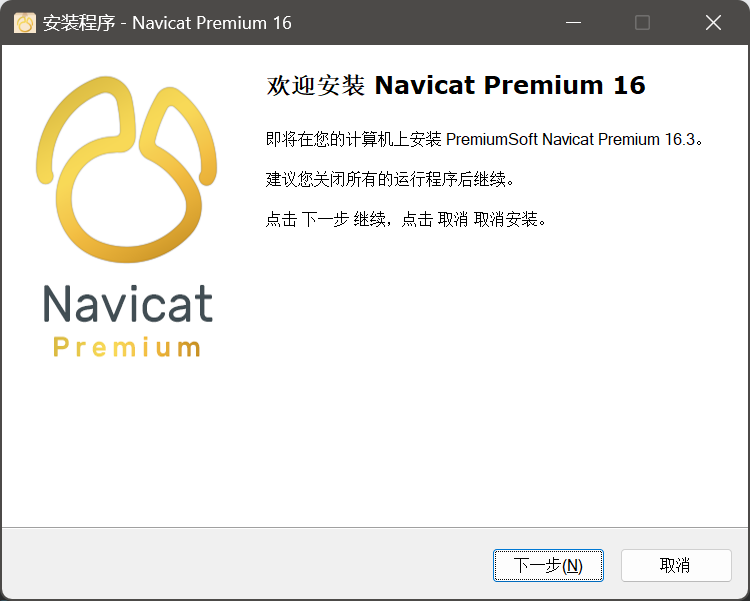 安装程序 - Navicat Premium 16
欢迎安装 Navicat Premium 16
即将在您的计算机上安装 PremiumSoft Navicat Premium 16.3。
建议您关闭所有的运行程序后继续。
点击 下一步 继续，点击 取消 取消安装。
Navicat
Premium
下一步(N)
取消